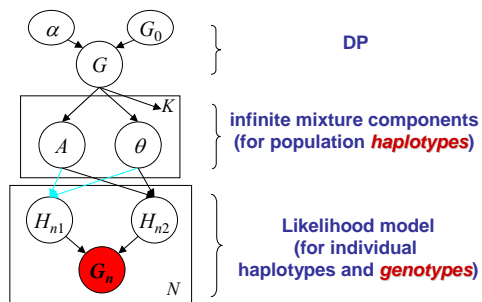 α G₀ DP
G
K
infinite mixture components
A θ (for population haplotypes)
Hₙ₁ Hₙ₂ Likelihood model
(for individual
Gₙ haplotypes and genotypes)
N